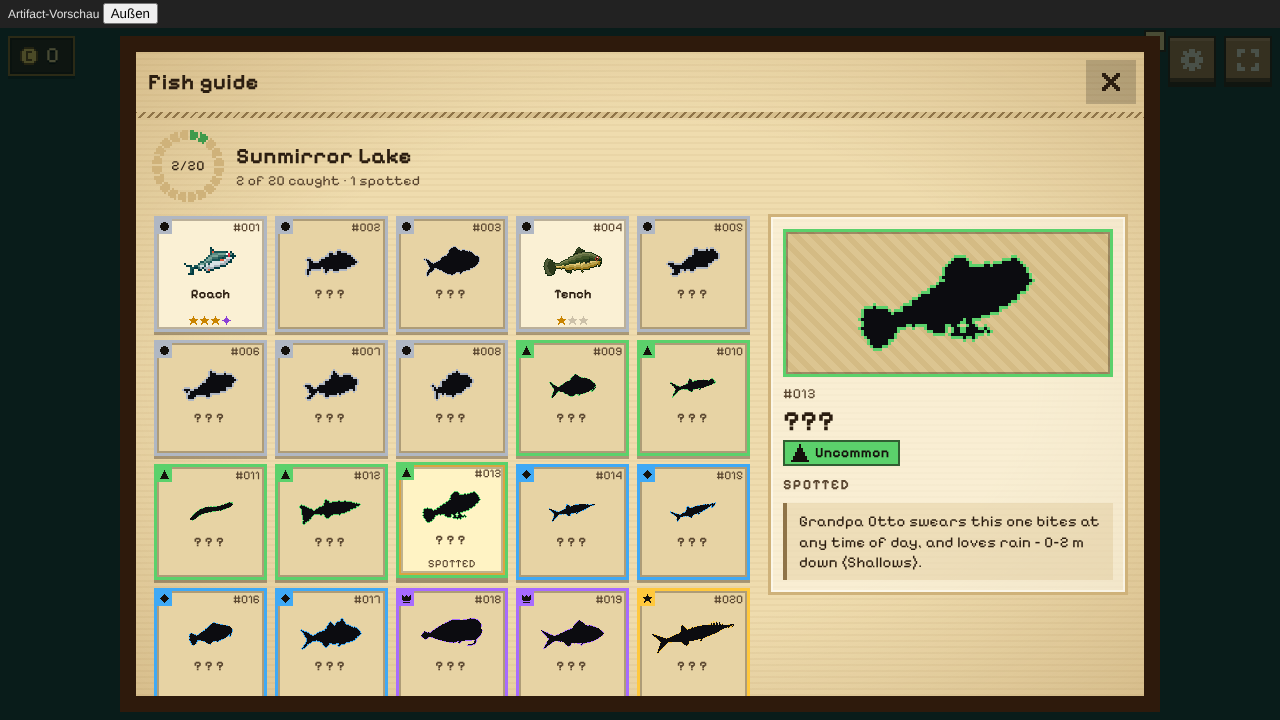 Artifact-Vorschau Außen
0
Fish guide
2/20
Sunmirror Lake
2 of 20 caught · 1 spotted
#001 #002 #003 #004 #005
Roach ??? ??? Tench ???
#006 #007 #008 #009 #010
??? ??? ??? ??? ???
#011 #012 #013 #014 #015
??? ??? ??? ??? ???
SPOTTED
#016 #017 #018 #019 #020
??? ??? ??? ??? ???
#013
???
Uncommon
SPOTTED
Grandpa Otto swears this one bites at
any time of day, and loves rain - 0-2 m
down (Shallows).